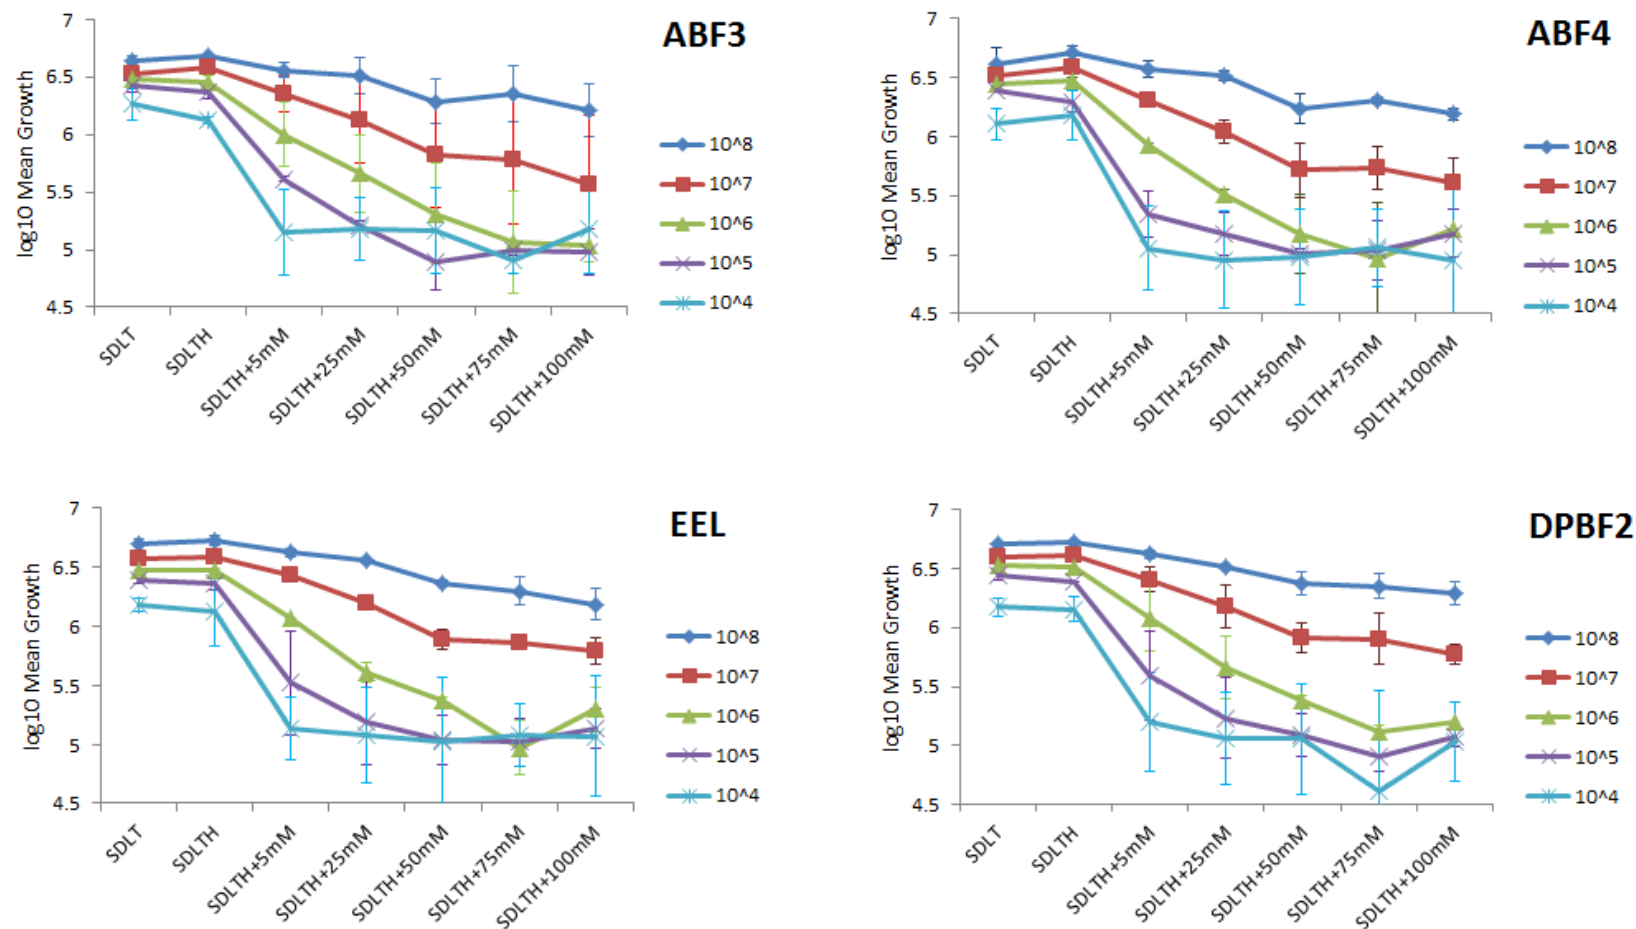 ABF3
log10 Mean Growth
7
6.5
6
5.5
5
4.5
SDLT
SDLTH
SDLTH+5mM
SDLTH+25mM
SDLTH+50mM
SDLTH+75mM
SDLTH+100mM
10^8
10^7
10^6
10^5
10^4
ABF4
log10 Mean Growth
7
6.5
6
5.5
5
4.5
SDLT
SDLTH
SDLTH+5mM
SDLTH+25mM
SDLTH+50mM
SDLTH+75mM
SDLTH+100mM
10^8
10^7
10^6
10^5
10^4
EEL
log10 Mean Growth
7
6.5
6
5.5
5
4.5
SDLT
SDLTH
SDLTH+5mM
SDLTH+25mM
SDLTH+50mM
SDLTH+75mM
SDLTH+100mM
10^8
10^7
10^6
10^5
10^4
DPBF2
log10 Mean Growth
7
6.5
6
5.5
5
4.5
SDLT
SDLTH
SDLTH+5mM
SDLTH+25mM
SDLTH+50mM
SDLTH+75mM
SDLTH+100mM
10^8
10^7
10^6
10^5
10^4